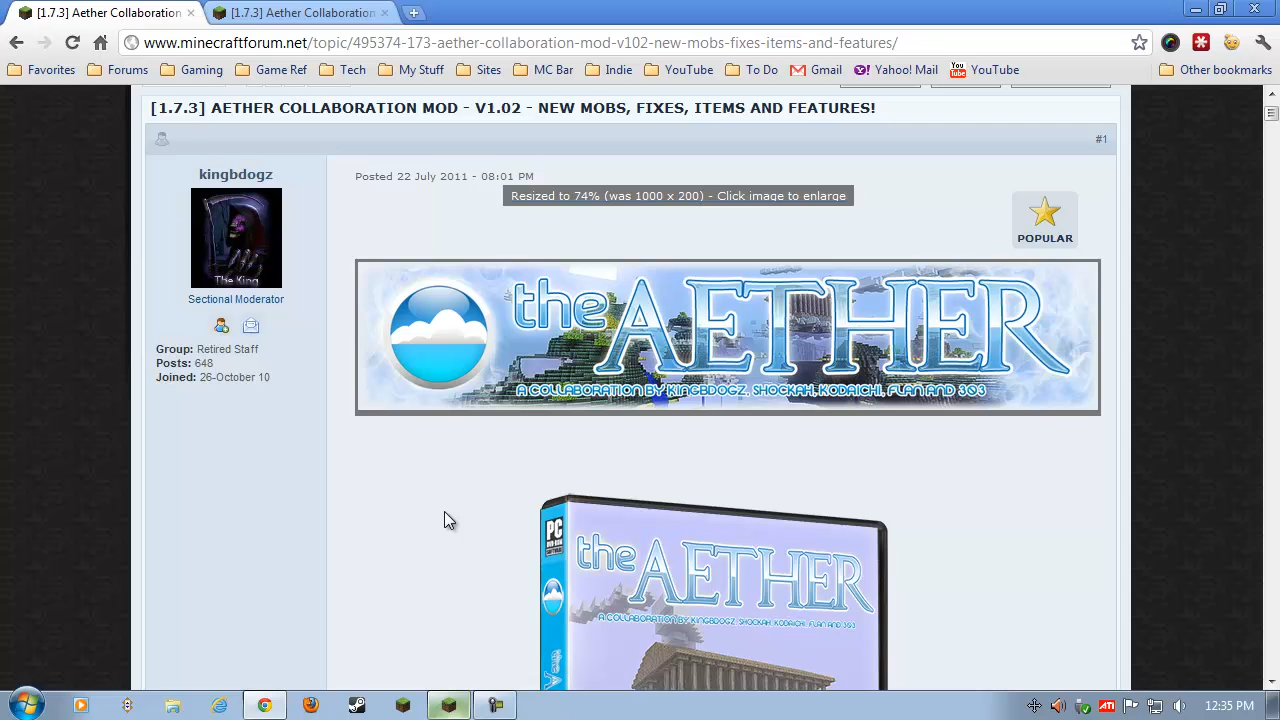 [1.7.3] Aether Collaboration
[1.7.3] Aether Collaboration
www.minecraftforum.net/topic/495374-173-aether-collaboration-mod-v102-new-mobs-fixes-items-and-features/
Favorites Forums Gaming Game Ref Tech My Stuff Sites MC Bar Indie YouTube To Do Gmail Yahoo! Mail YouTube Other bookmarks
[1.7.3] AETHER COLLABORATION MOD - V1.02 - NEW MOBS, FIXES, ITEMS AND FEATURES!
#1
kingbdogz
The King
Sectional Moderator
Group: Retired Staff
Posts: 648
Joined: 26-October 10
Posted 22 July 2011 - 08:01 PM
Resized to 74% (was 1000 x 200) - Click image to enlarge
POPULAR
the AETHER
A COLLABORATION BY KINGBDOGZ, SHOCKAH, KODAICHI, FLAN AND 303
PC
the AETHER
A COLLABORATION BY KINGBDOGZ, SHOCKAH, KODAICHI, FLAN AND 303
the A
ATI
12:35 PM